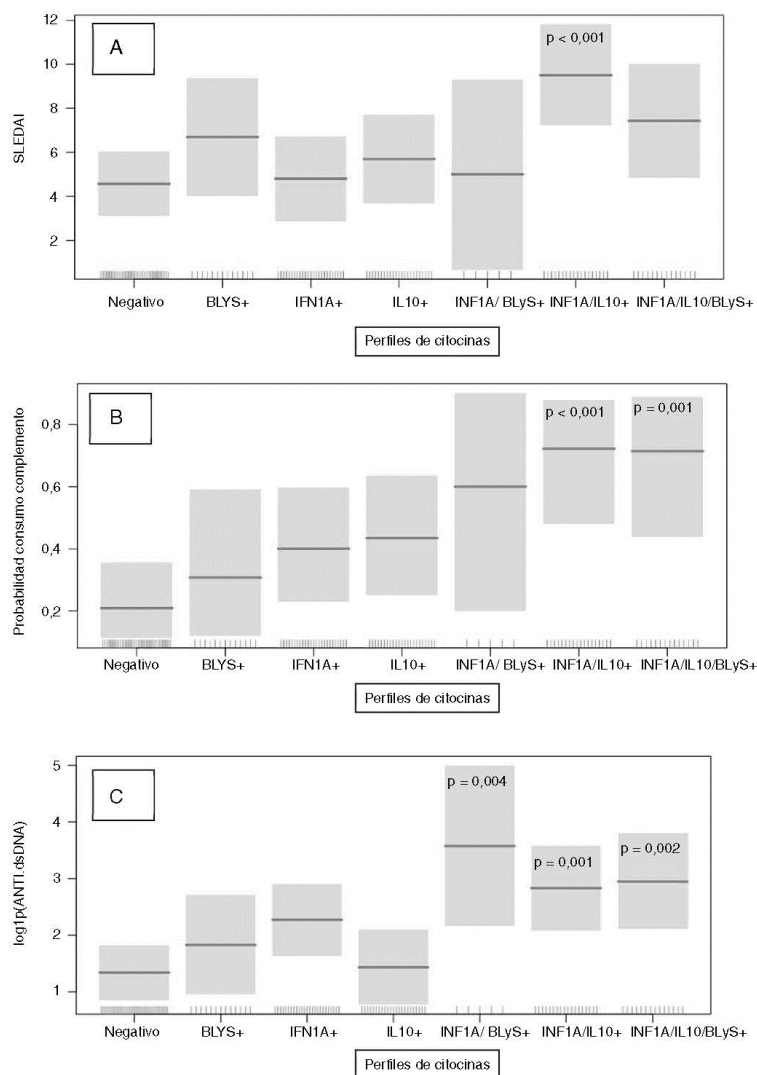 A
p < 0,001
12
10
8
6
4
2
SLEDAI
Negativo BLYS+ IFN1A+ IL10+ INF1A/ BLyS+ INF1A/IL10+ INF1A/IL10/BLyS+
Perfiles de citocinas
B
p < 0,001 p = 0,001
0,8
0,6
0,4
0,2
Probabilidad consumo complemento
Negativo BLYS+ IFN1A+ IL10+ INF1A/ BLyS+ INF1A/IL10+ INF1A/IL10/BLyS+
Perfiles de citocinas
C
p = 0,004
p = 0,001 p = 0,002
5
4
3
2
1
log1p(ANTI.dsDNA)
Negativo BLYS+ IFN1A+ IL10+ INF1A/ BLyS+ INF1A/IL10+ INF1A/IL10/BLyS+
Perfiles de citocinas